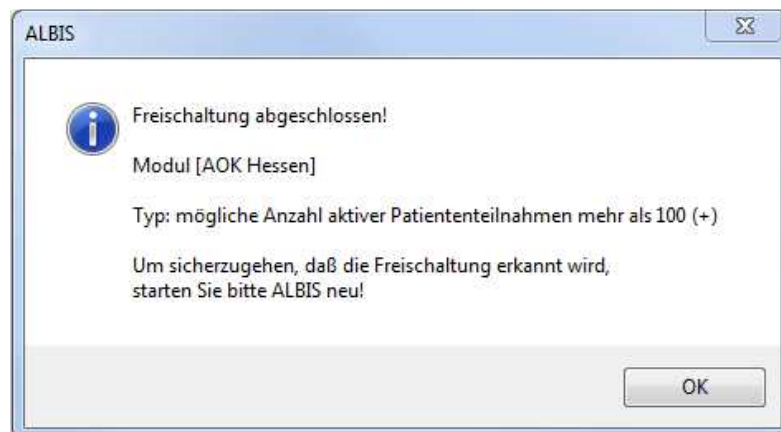 ALBIS
Freischaltung abgeschlossen!
Modul [AOK Hessen]
Typ: mögliche Anzahl aktiver Patiententeilnahmen mehr als 100 (+)
Um sicherzugehen, daß die Freischaltung erkannt wird,
starten Sie bitte ALBIS neu!
OK